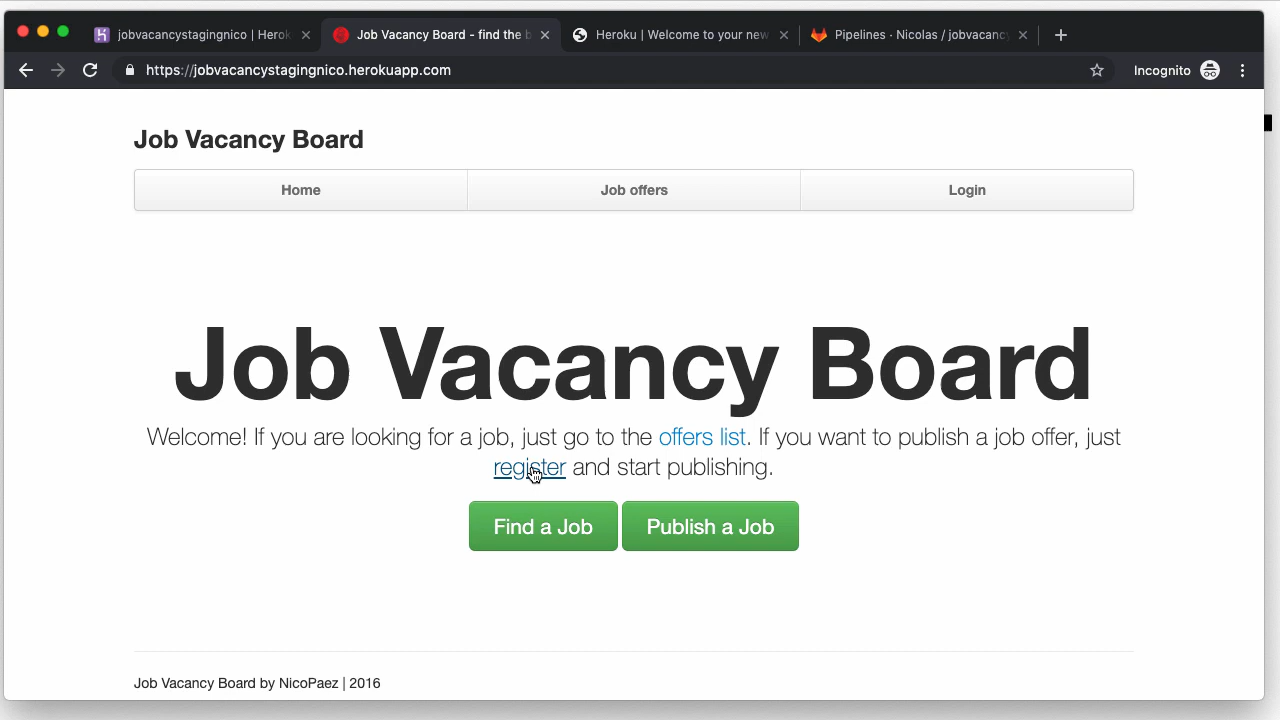 jobvacancystagingnico | Herok
Job Vacancy Board - find the b
Heroku | Welcome to your new
Pipelines · Nicolas / jobvacancy
https://jobvacancystagingnico.herokuapp.com
Incognito
Job Vacancy Board
Home
Job offers
Login
Job Vacancy Board
Welcome! If you are looking for a job, just go to the offers list. If you want to publish a job offer, just
register and start publishing.
Find a Job
Publish a Job
Job Vacancy Board by NicoPaez | 2016